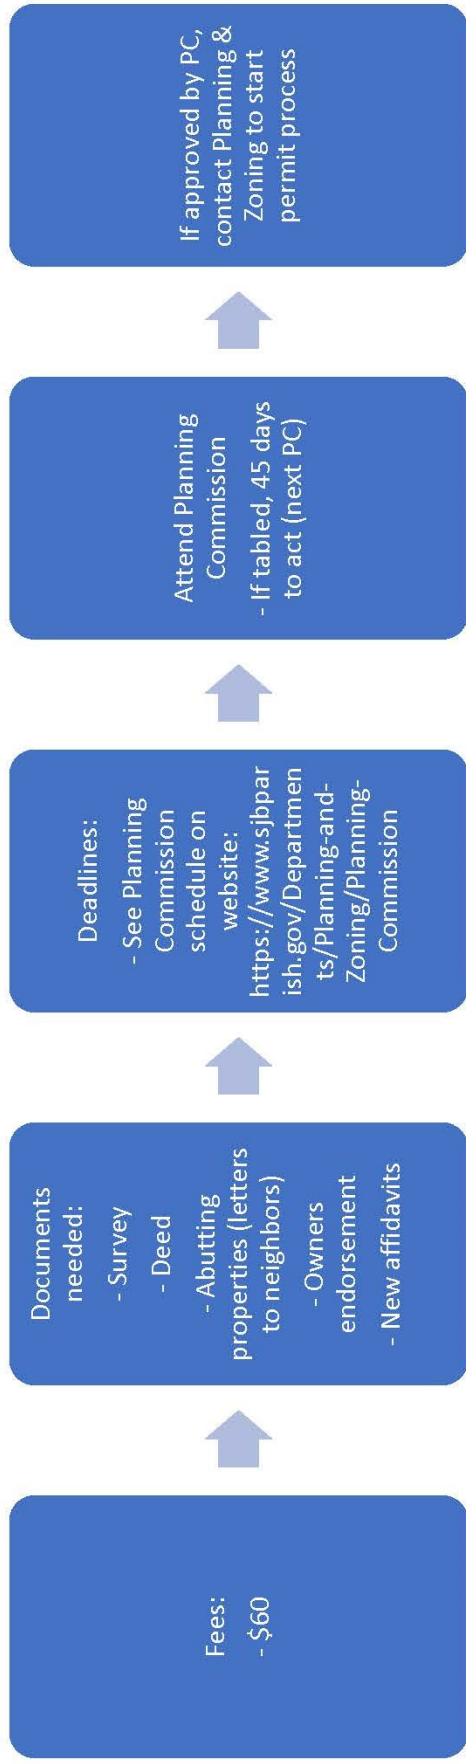 Fees:
- $60
Documents
needed:
- Survey
- Deed
- Abutting
properties (letters
to neighbors)
- Owners
endorsement
- New affidavits
Deadlines:
- See Planning
Commission
schedule on
website:
https://www.sjbpar
ish.gov/Departmen
ts/Planning-and-
Zoning/Planning-
Commission
Attend Planning
Commission
- If tabled, 45 days
to act (next PC)
If approved by PC,
contact Planning &
Zoning to start
permit process